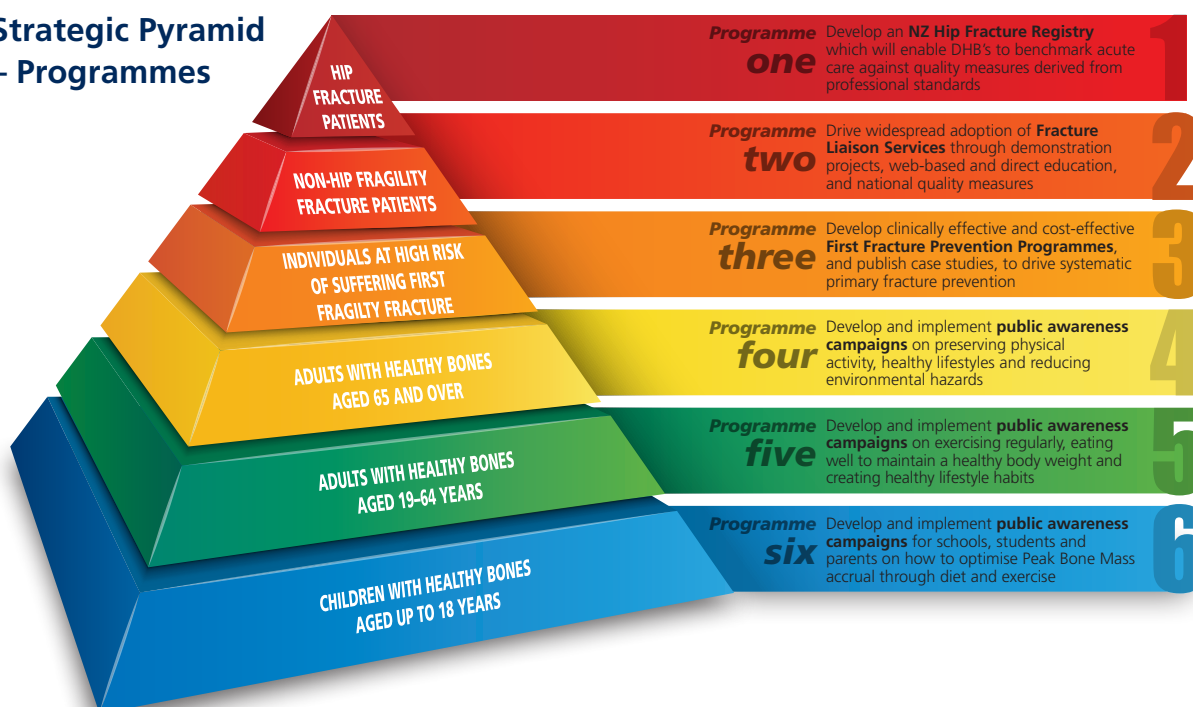 Strategic Pyramid
– Programmes
HIP
FRACTURE
PATIENTS
Programme
one
Develop an NZ Hip Fracture Registry
which will enable DHB's to benchmark acute
care against quality measures derived from
professional standards
1
NON-HIP FRAGILITY
FRACTURE PATIENTS
Programme
two
Drive widespread adoption of Fracture
Liaison Services through demonstration
projects, web-based and direct education,
and national quality measures
2
INDIVIDUALS AT HIGH RISK
OF SUFFERING FIRST
FRAGILTY FRACTURE
Programme
three
Develop clinically effective and cost-effective
First Fracture Prevention Programmes,
and publish case studies, to drive systematic
primary fracture prevention
3
ADULTS WITH HEALTHY BONES
AGED 65 AND OVER
Programme
four
Develop and implement public awareness
campaigns on preserving physical
activity, healthy lifestyles and reducing
environmental hazards
4
ADULTS WITH HEALTHY BONES
AGED 19–64 YEARS
Programme
five
Develop and implement public awareness
campaigns on exercising regularly, eating
well to maintain a healthy body weight and
creating healthy lifestyle habits
5
CHILDREN WITH HEALTHY BONES
AGED UP TO 18 YEARS
Programme
six
Develop and implement public awareness
campaigns for schools, students and
parents on how to optimise Peak Bone Mass
accrual through diet and exercise
6